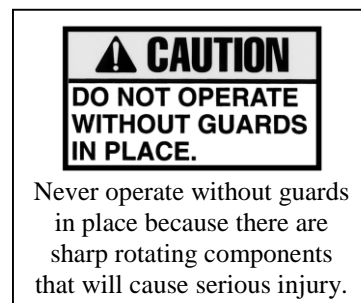 CAUTION
DO NOT OPERATE
WITHOUT GUARDS
IN PLACE.
Never operate without guards
in place because there are
sharp rotating components
that will cause serious injury.